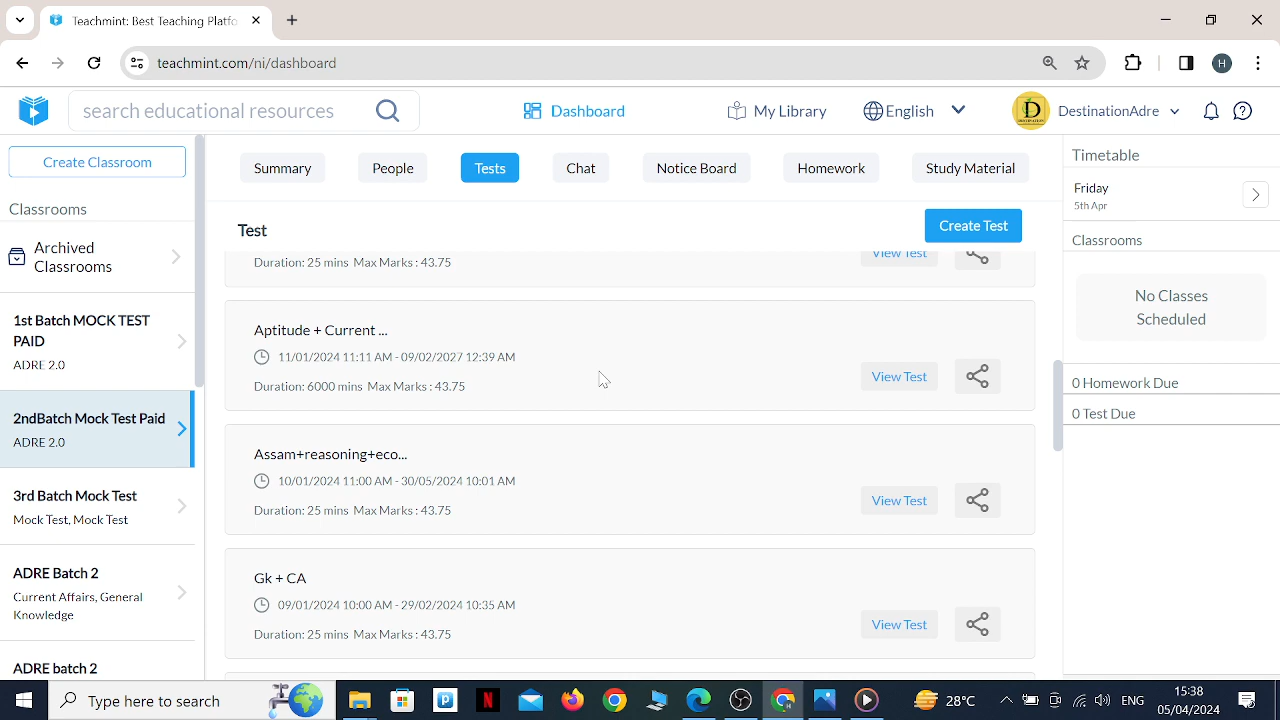 Teachmint: Best Teaching Platfo
teachmint.com/ni/dashboard
H
search educational resources
Dashboard
My Library
English
D
DestinationAdre
Create Classroom
Classrooms
Archived
Classrooms
1st Batch MOCK TEST
PAID
ADRE 2.0
2ndBatch Mock Test Paid
ADRE 2.0
3rd Batch Mock Test
Mock Test, Mock Test
ADRE Batch 2
Current Affairs, General
Knowledge
ADRE batch 2
Summary
People
Tests
Chat
Notice Board
Homework
Study Material
Test
Create Test
Duration: 25 mins Max Marks : 43.75
View Test
Aptitude + Current ...
11/01/2024 11:11 AM - 09/02/2027 12:39 AM
Duration: 6000 mins Max Marks : 43.75
View Test
Assam+reasoning+eco...
10/01/2024 11:00 AM - 30/05/2024 10:01 AM
Duration: 25 mins Max Marks : 43.75
View Test
Gk + CA
09/01/2024 10:00 AM - 29/02/2024 10:35 AM
Duration: 25 mins Max Marks : 43.75
View Test
Timetable
Friday
5th Apr
Classrooms
No Classes
Scheduled
0 Homework Due
0 Test Due
Type here to search
28°C
ENG
15:38
05/04/2024